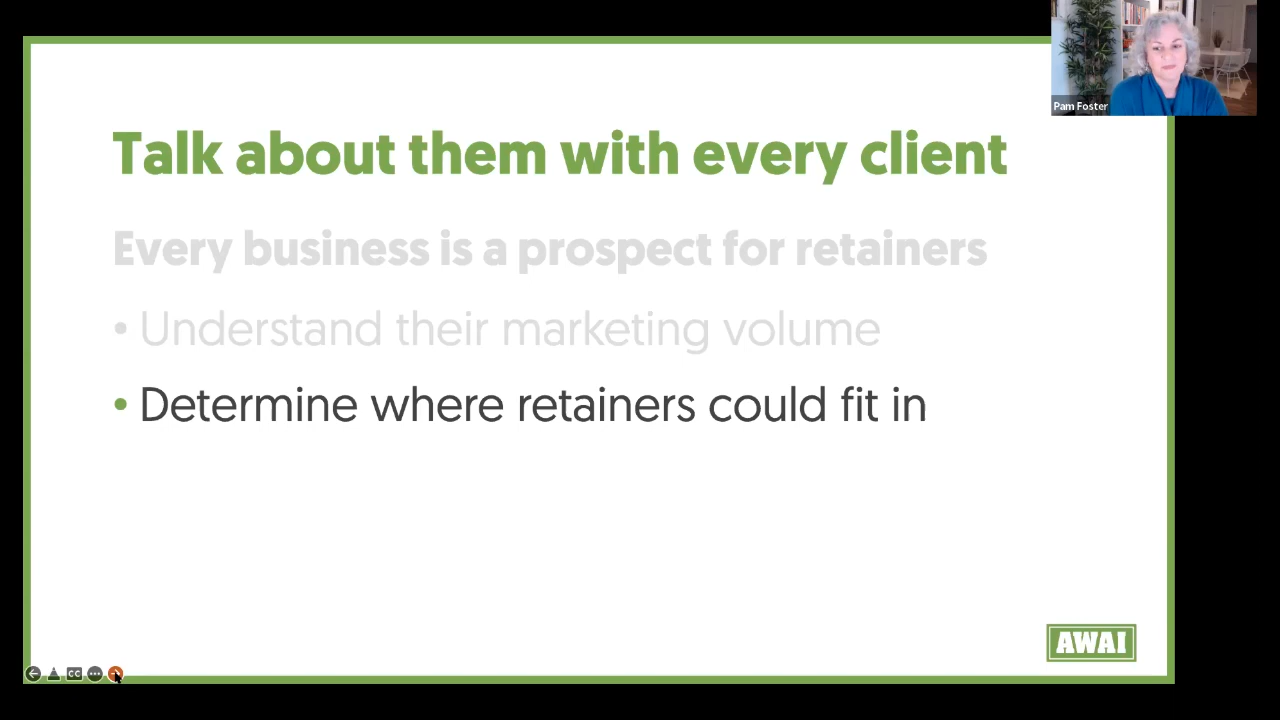 Pam Foster
Talk about them with every client
Every business is a prospect for retainers
• Understand their marketing volume
• Determine where retainers could fit in
AWAI
CC